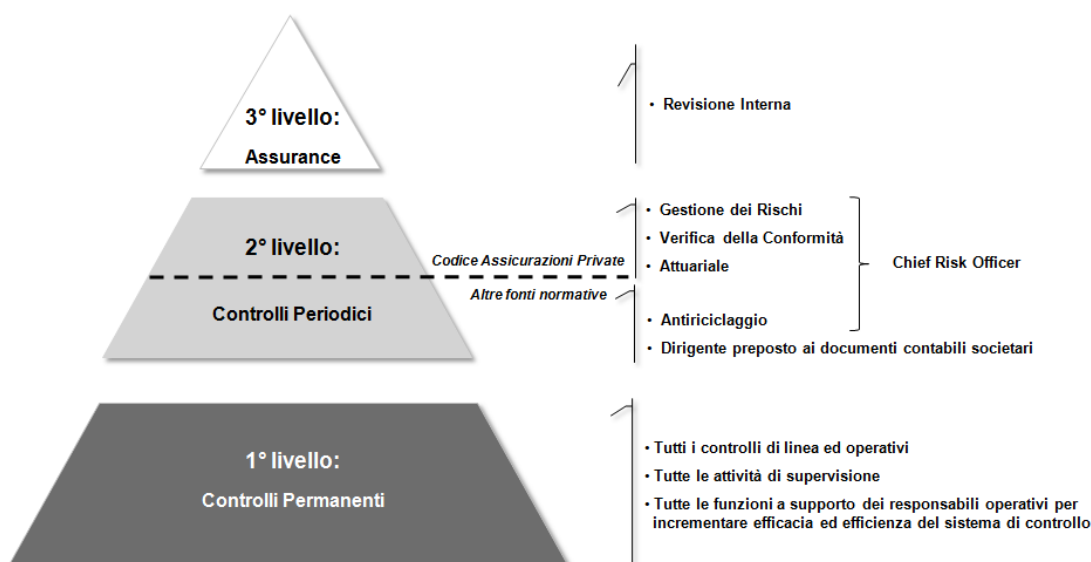 3° livello:
Assurance
• Revisione Interna
2° livello:
Codice Assicurazioni Private
Altre fonti normative
Controlli Periodici
• Gestione dei Rischi
• Verifica della Conformità
• Attuariale
• Antiriciclaggio
Chief Risk Officer
• Dirigente preposto ai documenti contabili societari
1° livello:
Controlli Permanenti
• Tutti i controlli di linea ed operativi
• Tutte le attività di supervisione
• Tutte le funzioni a supporto dei responsabili operativi per
incrementare efficacia ed efficienza del sistema di controllo